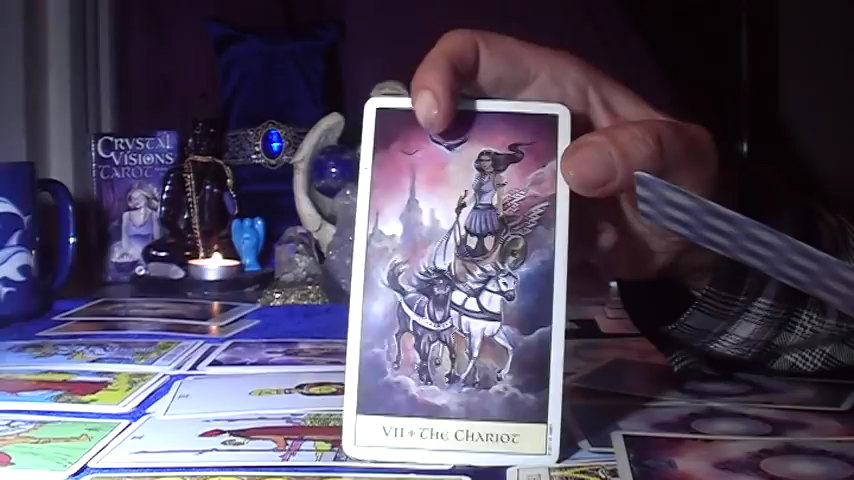 CRYSTAL
VISIONS
TAROT
VII • THE CHARIOT